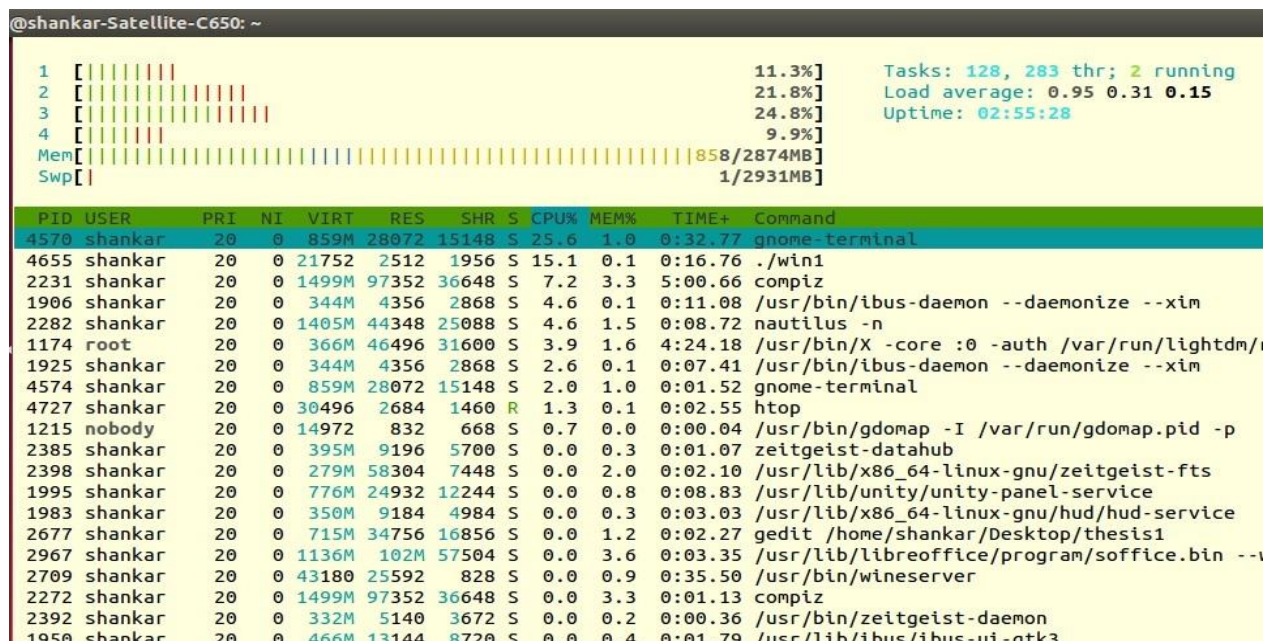 @shankar-Satellite-C650: ~
1 [||||||||| 11.3%] Tasks: 128, 283 thr; 2 running
2 [||||||||||||||| 21.8%] Load average: 0.95 0.31 0.15
3 [||||||||||||||||| 24.8%] Uptime: 02:55:28
4 [|||||||| 9.9%]
Mem[||||||||||||||||||||||||||||||||||||||||||||||||||||||858/2874MB]
Swp[| 1/2931MB]
PID USER PRI NI VIRT RES SHR S CPU% MEM% TIME+ Command
4570 shankar 20 0 859M 28072 15148 S 25.6 1.0 0:32.77 gnome-terminal
4655 shankar 20 0 21752 2512 1956 S 15.1 0.1 0:16.76 ./win1
2231 shankar 20 0 1499M 97352 36648 S 7.2 3.3 5:00.66 compiz
1906 shankar 20 0 344M 4356 2868 S 4.6 0.1 0:11.08 /usr/bin/ibus-daemon --daemonize --xim
2282 shankar 20 0 1405M 44348 25088 S 4.6 1.5 0:08.72 nautilus -n
1174 root 20 0 366M 46496 31600 S 3.9 1.6 4:24.18 /usr/bin/X -core :0 -auth /var/run/lightdm/
1925 shankar 20 0 344M 4356 2868 S 2.6 0.1 0:07.41 /usr/bin/ibus-daemon --daemonize --xim
4574 shankar 20 0 859M 28072 15148 S 2.0 1.0 0:01.52 gnome-terminal
4727 shankar 20 0 30496 2684 1460 R 1.3 0.1 0:02.55 htop
1215 nobody 20 0 14972 832 668 S 0.7 0.0 0:00.04 /usr/bin/gdomap -I /var/run/gdomap.pid -p
2385 shankar 20 0 395M 9196 5700 S 0.0 0.3 0:01.07 zeitgeist-datahub
2398 shankar 20 0 279M 58304 7448 S 0.0 2.0 0:02.10 /usr/lib/x86_64-linux-gnu/zeitgeist-fts
1995 shankar 20 0 776M 24932 12244 S 0.0 0.8 0:08.83 /usr/lib/unity/unity-panel-service
1983 shankar 20 0 350M 9184 4984 S 0.0 0.3 0:03.03 /usr/lib/x86_64-linux-gnu/hud/hud-service
2677 shankar 20 0 715M 34756 16856 S 0.0 1.2 0:02.27 gedit /home/shankar/Desktop/thesis1
2967 shankar 20 0 1136M 102M 57504 S 0.0 3.6 0:03.35 /usr/lib/libreoffice/program/soffice.bin --w
2709 shankar 20 0 43180 25592 828 S 0.0 0.9 0:35.50 /usr/bin/wineserver
2272 shankar 20 0 1499M 97352 36648 S 0.0 3.3 0:01.13 compiz
2392 shankar 20 0 332M 5140 3672 S 0.0 0.2 0:00.36 /usr/bin/zeitgeist-daemon
1950 shankar 20 0 466M 13144 8720 S 0.0 0.4 0:01.79 /usr/lib/ibus/ibus-ui-gtk3